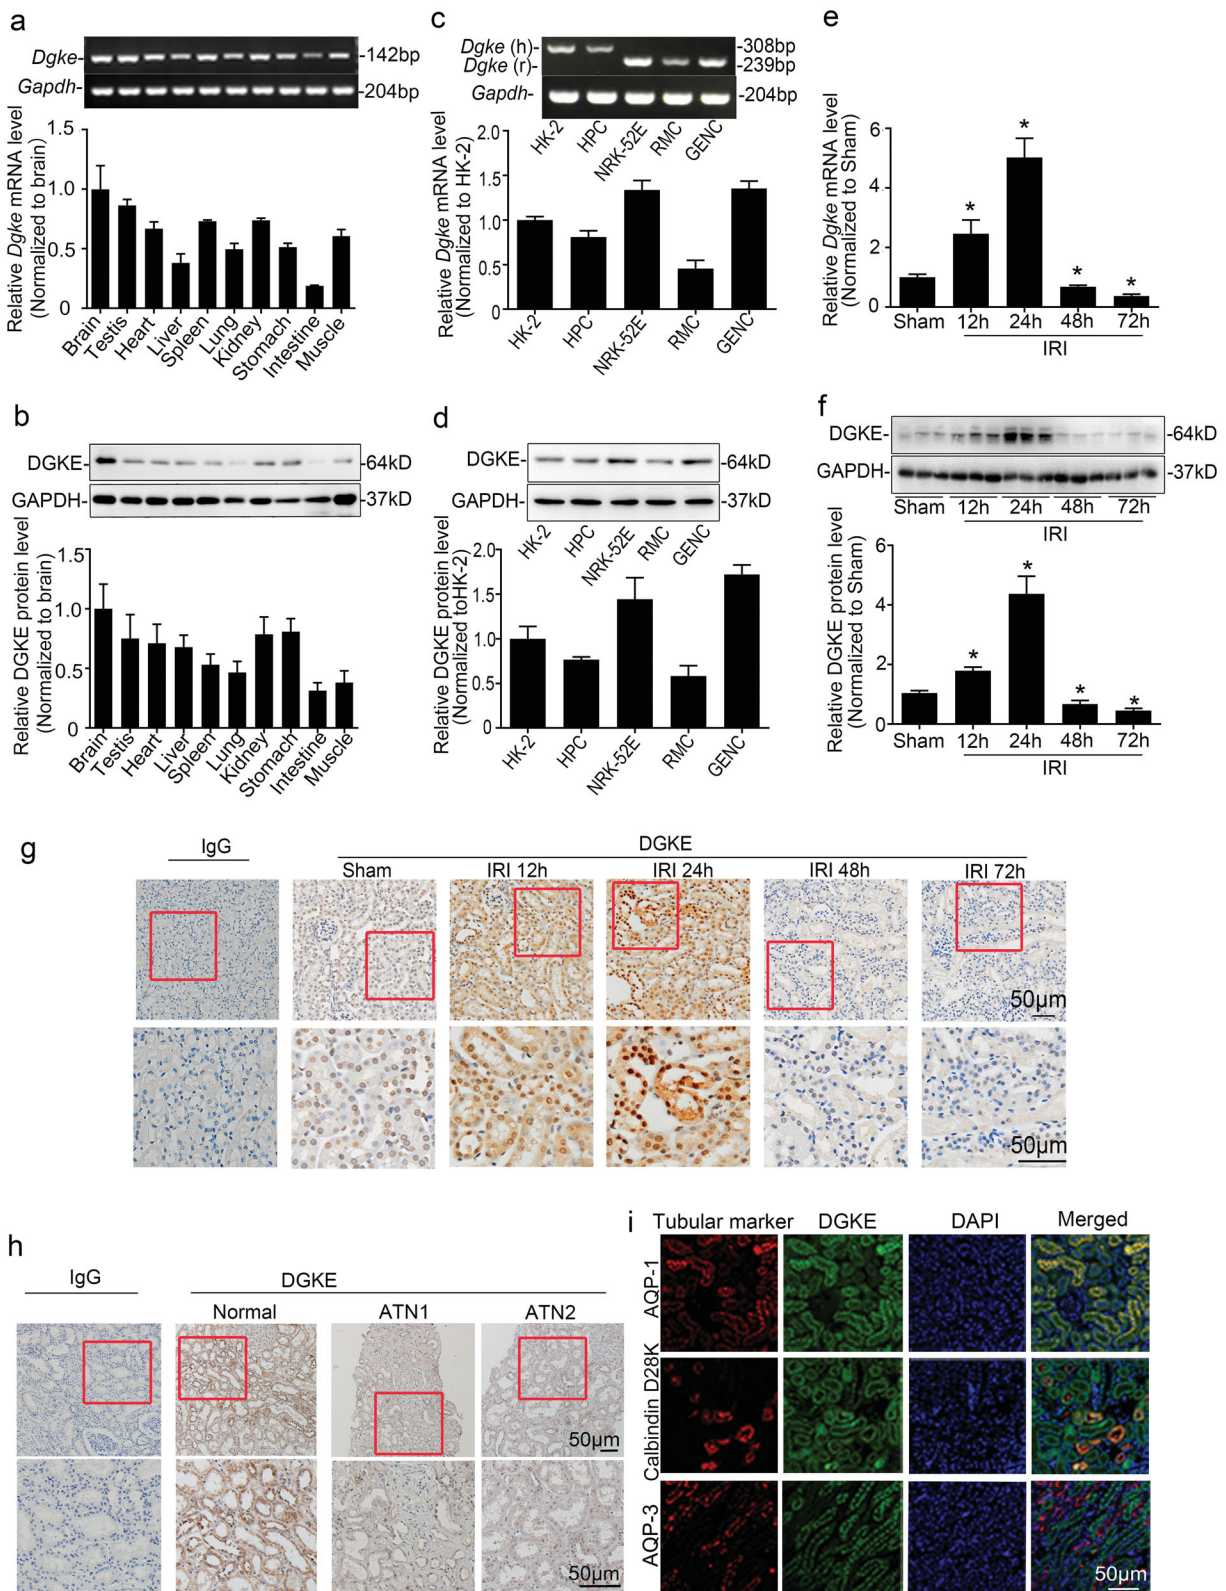 a
Dgke-
-142bp
Gapdh-
-204bp
Relative Dgke mRNA level
(Normalized to brain)
1.5
1.0
0.5
0
Brain
Testis
Heart
Liver
Spleen
Lung
Kidney
Stomach
Intestine
Muscle
b
DGKE-
-64kD
GAPDH-
-37kD
Relative DGKE protein level
(Normalized to brain)
1.5
1.0
0.5
0
Brain
Testis
Heart
Liver
Spleen
Lung
Kidney
Stomach
Intestine
Muscle
c
Dgke (h)-
-308bp
Dgke (r)-
-239bp
Gapdh-
-204bp
HK-2
HPC
NRK-52E
RMC
GENC
Relative Dgke mRNA level
(Normalized to HK-2)
2.0
1.5
1.0
0.5
0
HK-2
HPC
NRK-52E
RMC
GENC
d
DGKE-
-64kD
GAPDH-
-37kD
HK-2
HPC
NRK-52E
RMC
GENC
Relative DGKE protein level
(Normalized toHK-2)
2.0
1.5
1.0
0.5
0
HK-2
HPC
NRK-52E
RMC
GENC
e
Relative Dgke mRNA level
(Normalized to Sham)
6
4
2
0
* * * *
Sham 12h 24h 48h 72h
IRI
f
DGKE-
-64kD
GAPDH-
-37kD
Sham 12h 24h 48h 72h
IRI
Relative DGKE protein level
(Normalized to Sham)
6
4
2
0
* * * *
Sham 12h 24h 48h 72h
IRI
g
IgG
DGKE
Sham IRI 12h IRI 24h IRI 48h IRI 72h
50µm
50µm
h
IgG
DGKE
Normal ATN1 ATN2
50µm
50µm
i
Tubular marker DGKE DAPI Merged
AQP-1
Calbindin D28K
AQP-3
50µm